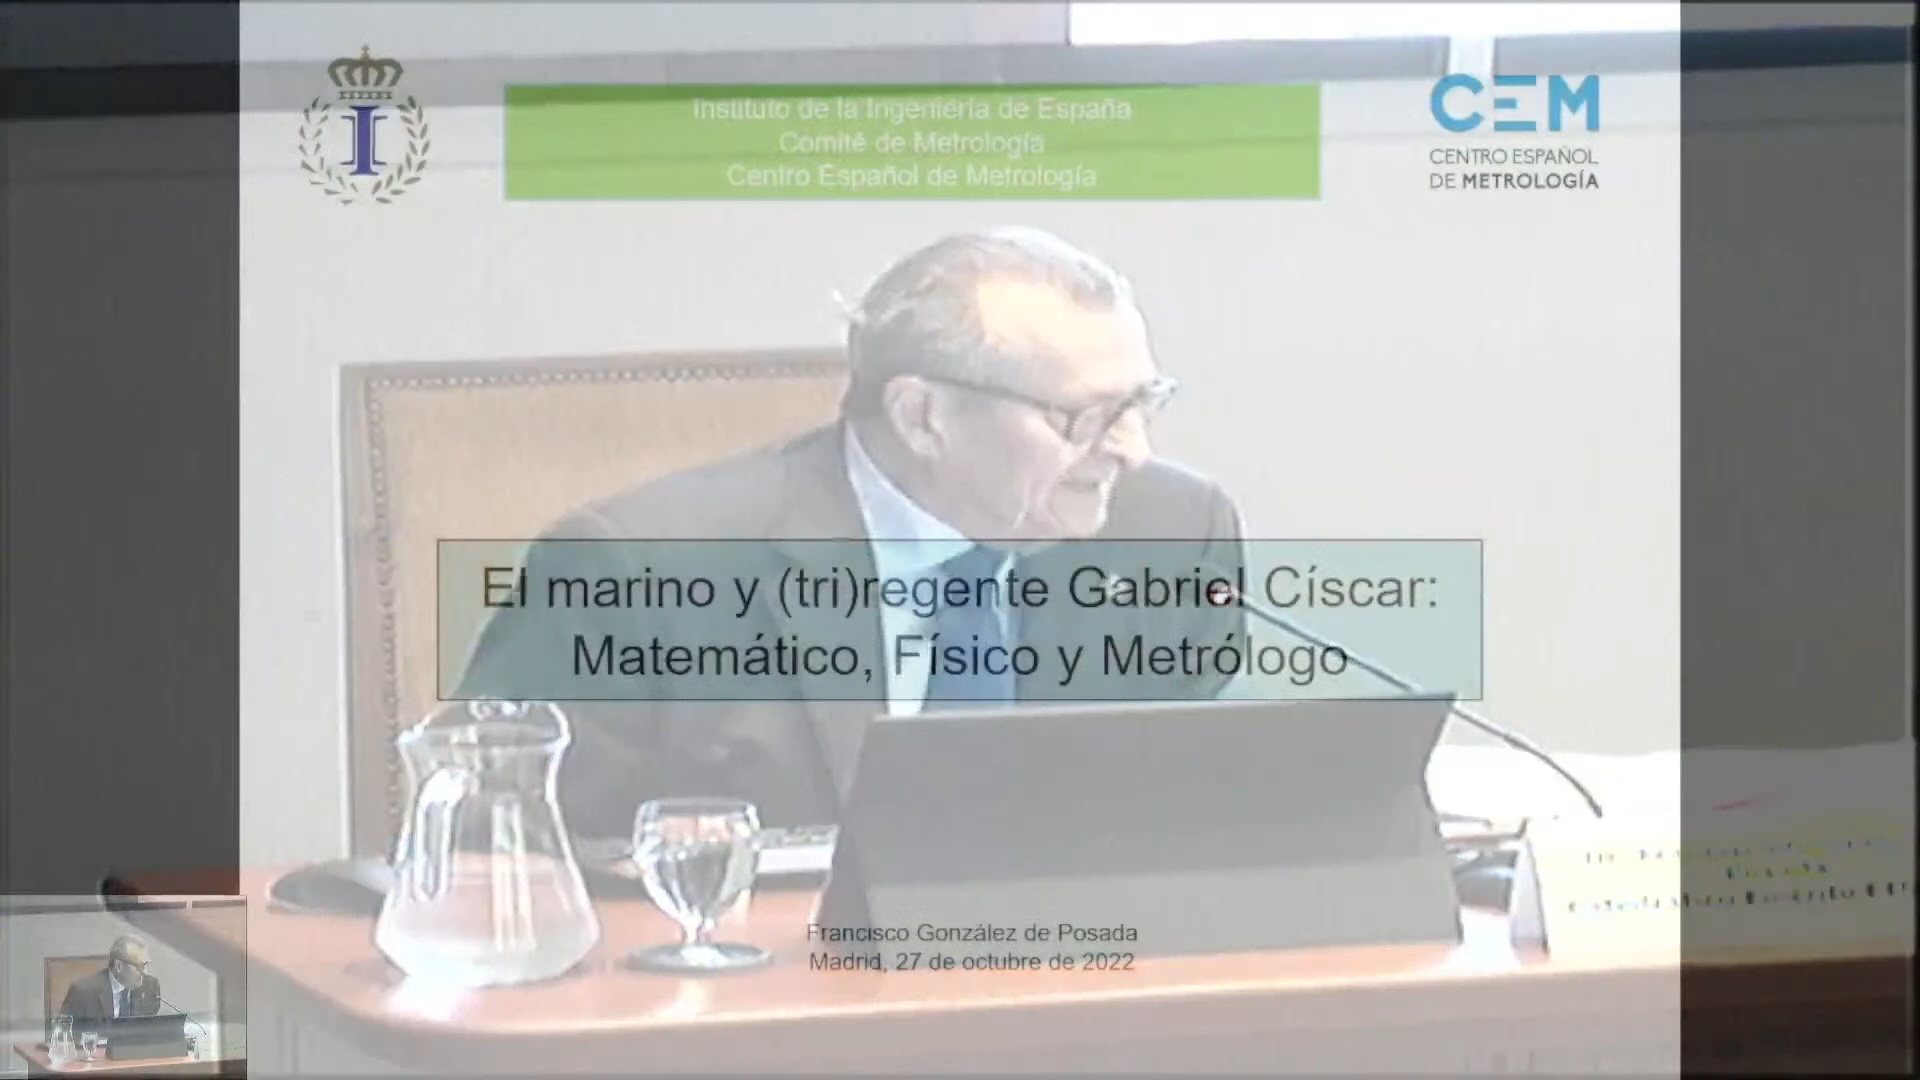 I
Instituto de la Ingeniería de España
Comité de Metrología
Centro Español de Metrología
CEM
CENTRO ESPAÑOL
DE METROLOGÍA
El marino y (tri)regente Gabriel Císcar:
Matemático, Físico y Metrólogo
Francisco González de Posada
Madrid, 27 de octubre de 2022